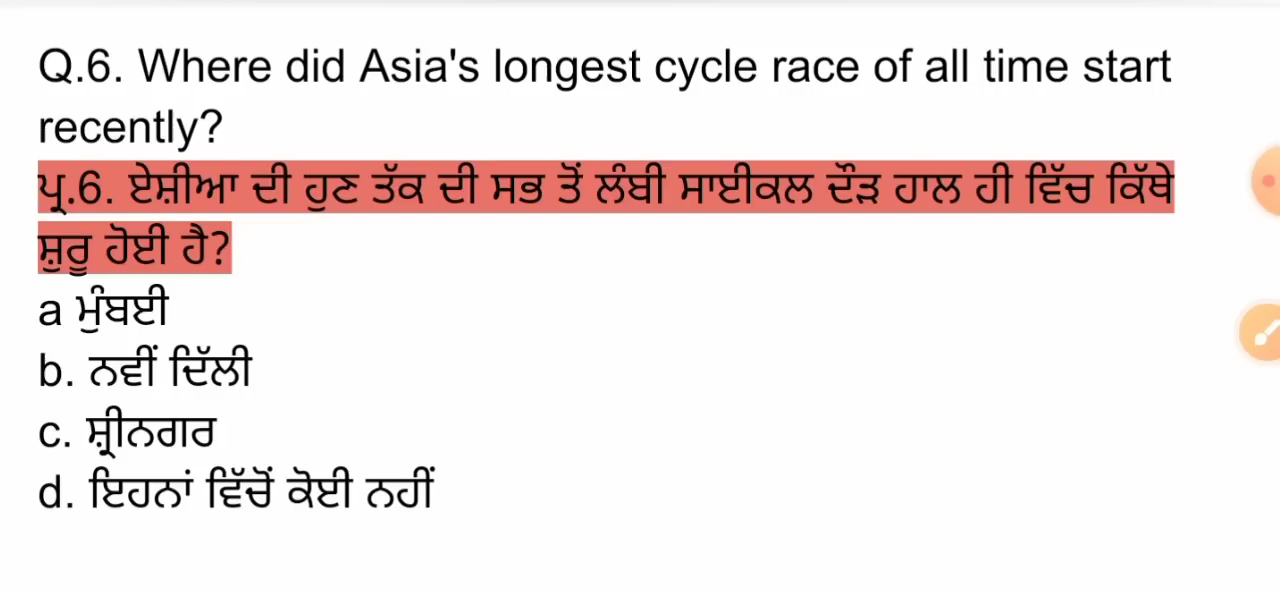 Q.6. Where did Asia's longest cycle race of all time start
recently?
ਪ੍ਰ.6. ਏਸ਼ੀਆ ਦੀ ਹੁਣ ਤੱਕ ਦੀ ਸਭ ਤੋਂ ਲੰਬੀ ਸਾਈਕਲ ਦੌੜ ਹਾਲ ਹੀ ਵਿੱਚ ਕਿੱਥੇ
ਸ਼ੁਰੂ ਹੋਈ ਹੈ?
a ਮੁੰਬਈ
b. ਨਵੀਂ ਦਿੱਲੀ
c. ਸ਼੍ਰੀਨਗਰ
d. ਇਹਨਾਂ ਵਿੱਚੋਂ ਕੋਈ ਨਹੀਂ